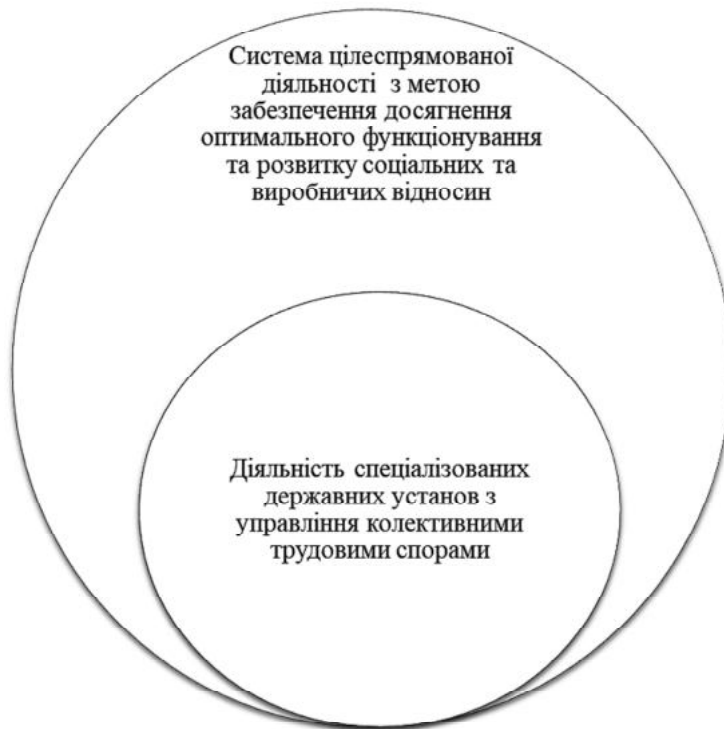 Система цілеспрямованої
діяльності з метою
забезпечення досягнення
оптимального функціонування
та розвитку соціальних та
виробничих відносин
Діяльність спеціалізованих
державних установ з
управління колективними
трудовими спорами